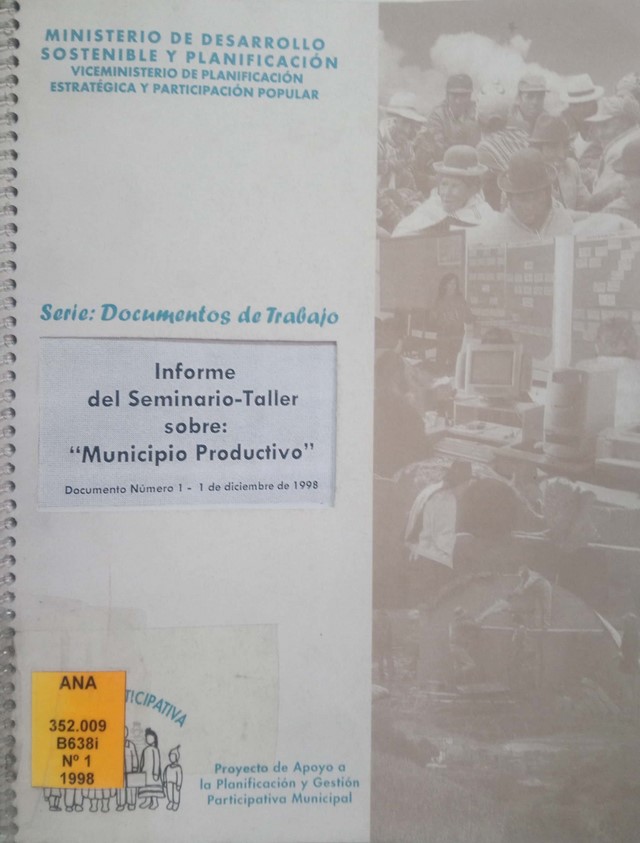 MINISTERIO DE DESARROLLO
SOSTENIBLE Y PLANIFICACIÓN
VICEMINISTERIO DE PLANIFICACIÓN
ESTRATÉGICA Y PARTICIPACIÓN POPULAR
Serie: Documentos de Trabajo
Informe
del Seminario-Taller
sobre:
“Municipio Productivo”
Documento Número 1 - 1 de diciembre de 1998
ANA
352.009
B638i
Nº 1
1998
TICIPATIVA
Proyecto de Apoyo a
la Planificación y Gestión
Participativa Municipal